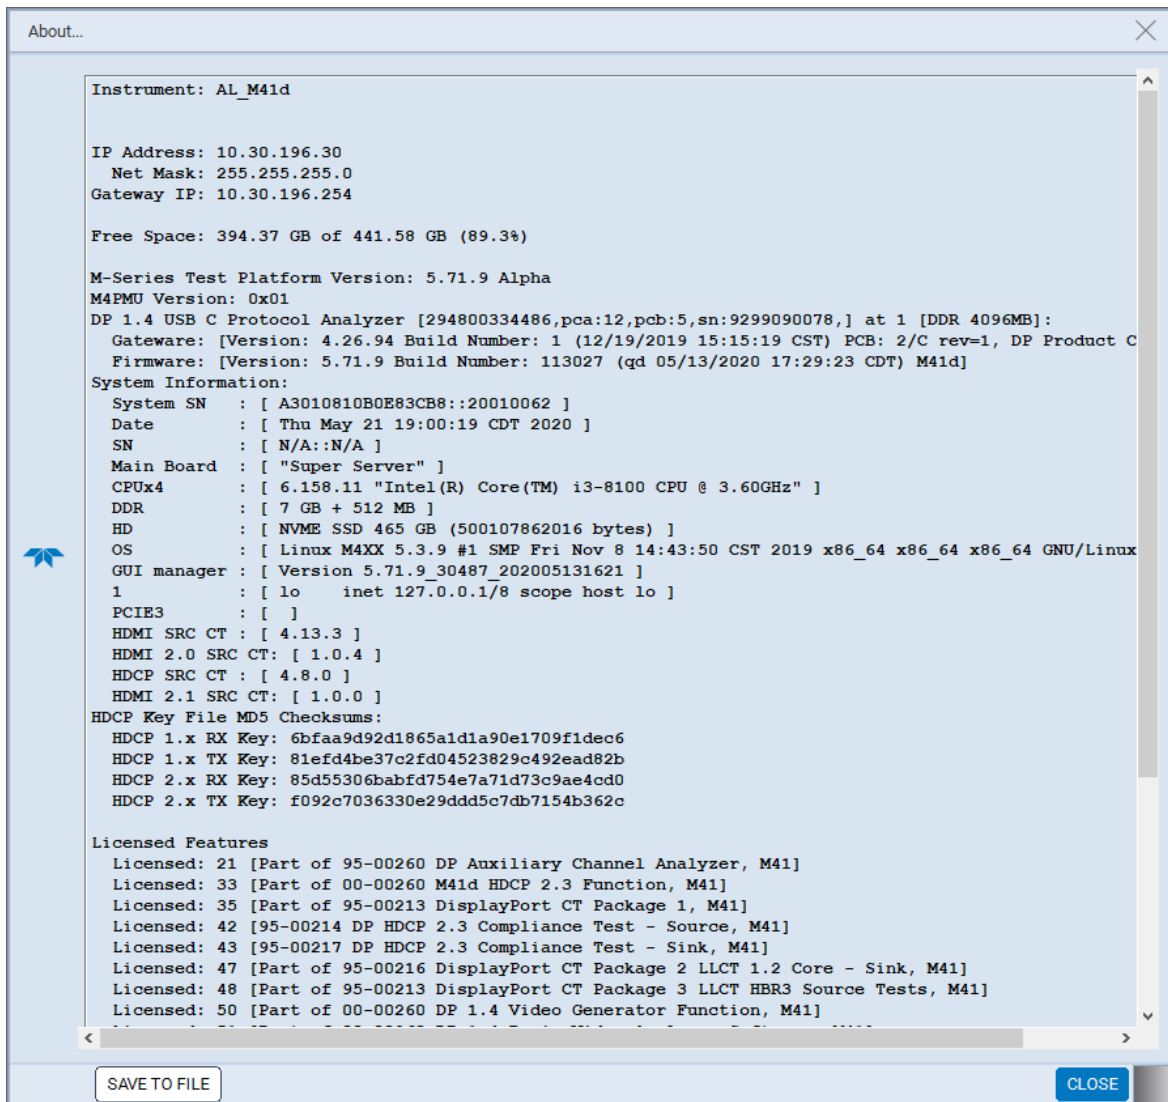 About...
Instrument: AL_M41d
IP Address: 10.30.196.30
Net Mask: 255.255.255.0
Gateway IP: 10.30.196.254
Free Space: 394.37 GB of 441.58 GB (89.3%)
M-Series Test Platform Version: 5.71.9 Alpha
M4PMU Version: 0x01
DP 1.4 USB C Protocol Analyzer [294800334486,pca:12,pcb:5,sn:9299090078,] at 1 [DDR 4096MB]:
Gateware: [Version: 4.26.94 Build Number: 1 (12/19/2019 15:15:19 CST) PCB: 2/C rev=1, DP Product C
Firmware: [Version: 5.71.9 Build Number: 113027 (qd 05/13/2020 17:29:23 CDT) M41d]
System Information:
System SN : [ A3010810B0E83CB8::20010062 ]
Date : [ Thu May 21 19:00:19 CDT 2020 ]
SN : [ N/A::N/A ]
Main Board : [ "Super Server" ]
CPUx4 : [ 6.158.11 "Intel(R) Core(TM) i3-8100 CPU @ 3.60GHz" ]
DDR : [ 7 GB + 512 MB ]
HD : [ NVME SSD 465 GB (500107862016 bytes) ]
OS : [ Linux M4XX 5.3.9 #1 SMP Fri Nov 8 14:43:50 CST 2019 x86_64 x86_64 x86_64 GNU/Linux
GUI manager : [ Version 5.71.9_30487_202005131621 ]
1 : [ lo inet 127.0.0.1/8 scope host lo ]
PCIE3 : [ ]
HDMI SRC CT : [ 4.13.3 ]
HDMI 2.0 SRC CT: [ 1.0.4 ]
HDCP SRC CT : [ 4.8.0 ]
HDMI 2.1 SRC CT: [ 1.0.0 ]
HDCP Key File MD5 Checksums:
HDCP 1.x RX Key: 6bfaa9d92d1865a1d1a90e1709f1dec6
HDCP 1.x TX Key: 81efd4be37c2fd04523829c492ead82b
HDCP 2.x RX Key: 85d55306babfd754e7a71d73c9ae4cd0
HDCP 2.x TX Key: f092c7036330e29ddd5c7db7154b362c
Licensed Features
Licensed: 21 [Part of 95-00260 DP Auxiliary Channel Analyzer, M41]
Licensed: 33 [Part of 00-00260 M41d HDCP 2.3 Function, M41]
Licensed: 35 [Part of 95-00213 DisplayPort CT Package 1, M41]
Licensed: 42 [95-00214 DP HDCP 2.3 Compliance Test - Source, M41]
Licensed: 43 [95-00217 DP HDCP 2.3 Compliance Test - Sink, M41]
Licensed: 47 [Part of 95-00216 DisplayPort CT Package 2 LLCT 1.2 Core - Sink, M41]
Licensed: 48 [Part of 95-00213 DisplayPort CT Package 3 LLCT HBR3 Source Tests, M41]
Licensed: 50 [Part of 00-00260 DP 1.4 Video Generator Function, M41]
SAVE TO FILE
CLOSE